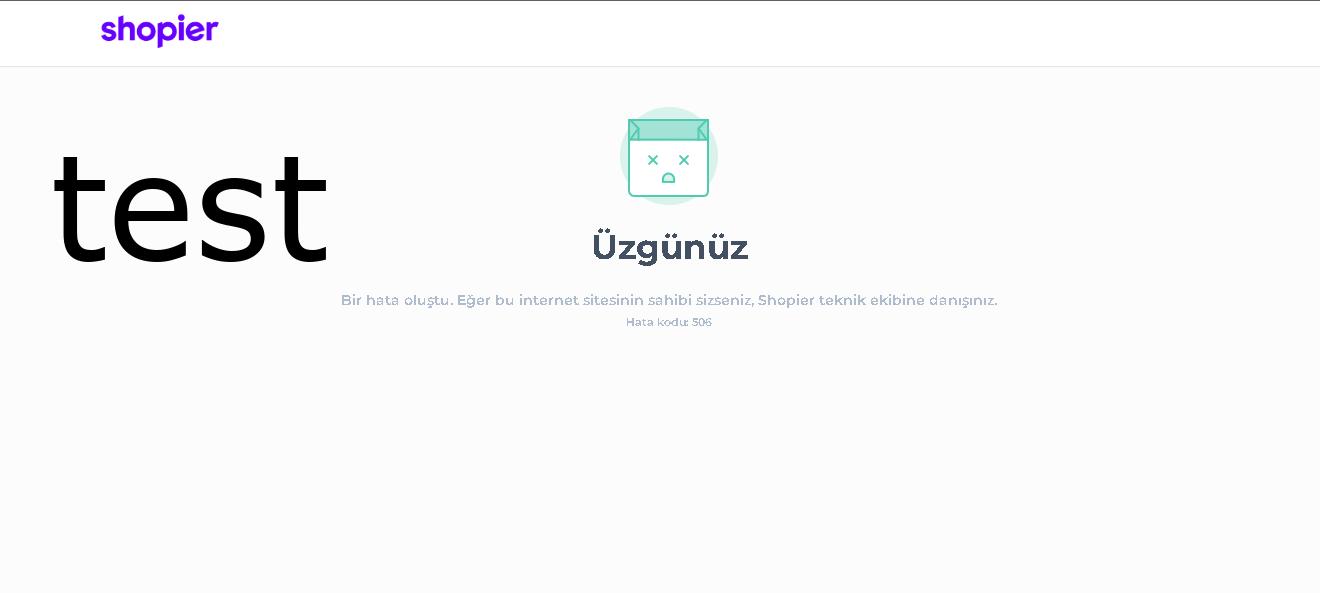 shopier
test
Üzgünüz
Bir hata oluştu. Eğer bu internet sitesinin sahibi sizseniz, Shopier teknik ekibine danışınız.
Hata kodu: 506